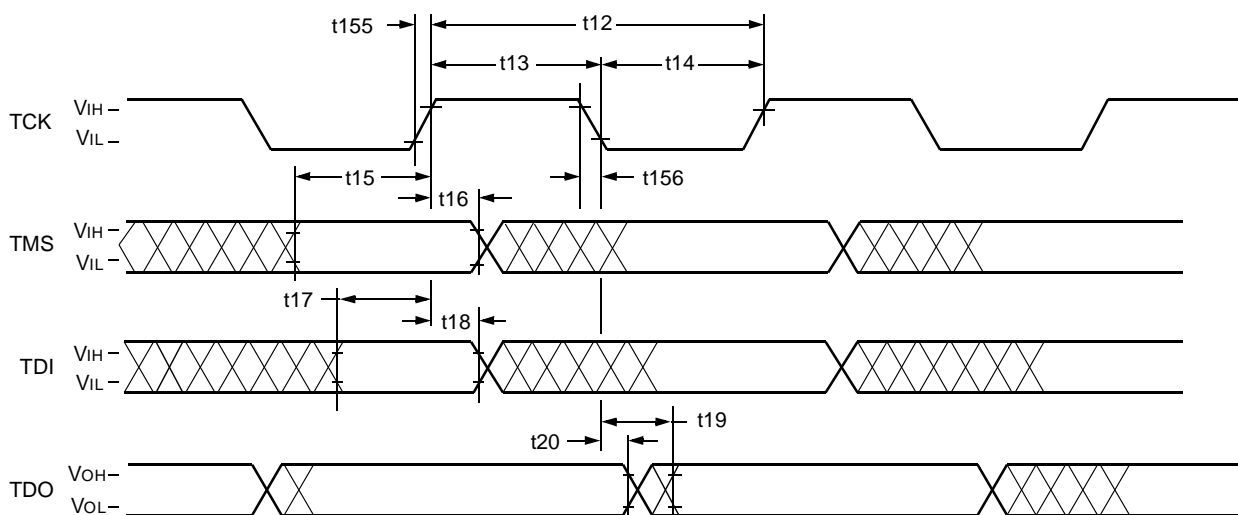 t155
t12
t13
t14
TCK
VIH
VIL
t15
t16
t156
TMS
VIH
VIL
t17
t18
TDI
VIH
VIL
t19
t20
TDO
VOH
VOL